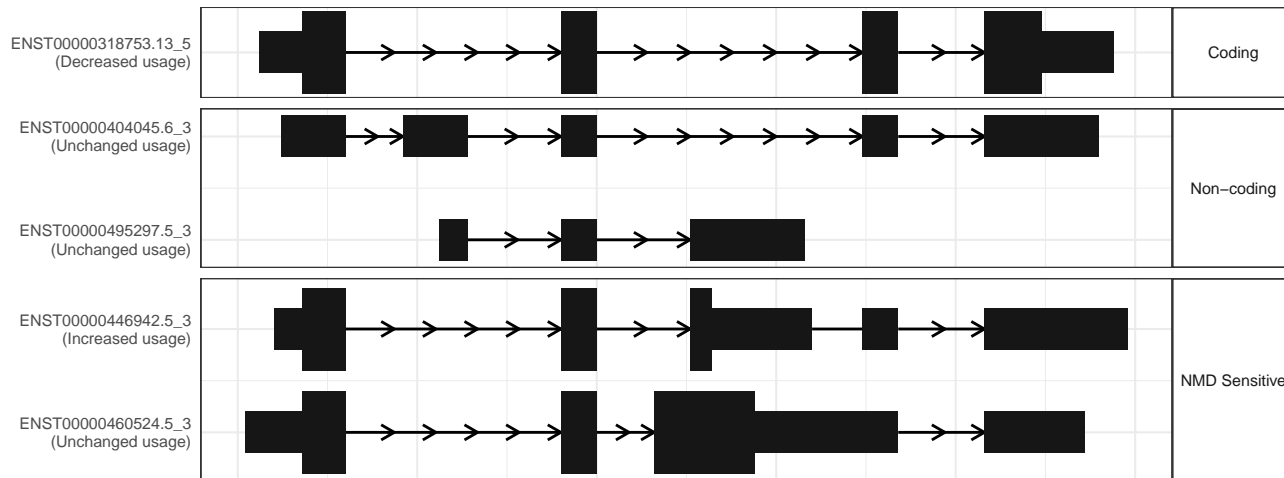 ENST00000318753.13_5
(Decreased usage)
Coding
ENST00000404045.6_3
(Unchanged usage)
Non−coding
ENST00000495297.5_3
(Unchanged usage)
ENST00000446942.5_3
(Increased usage)
NMD Sensitive
ENST00000460524.5_3
(Unchanged usage)